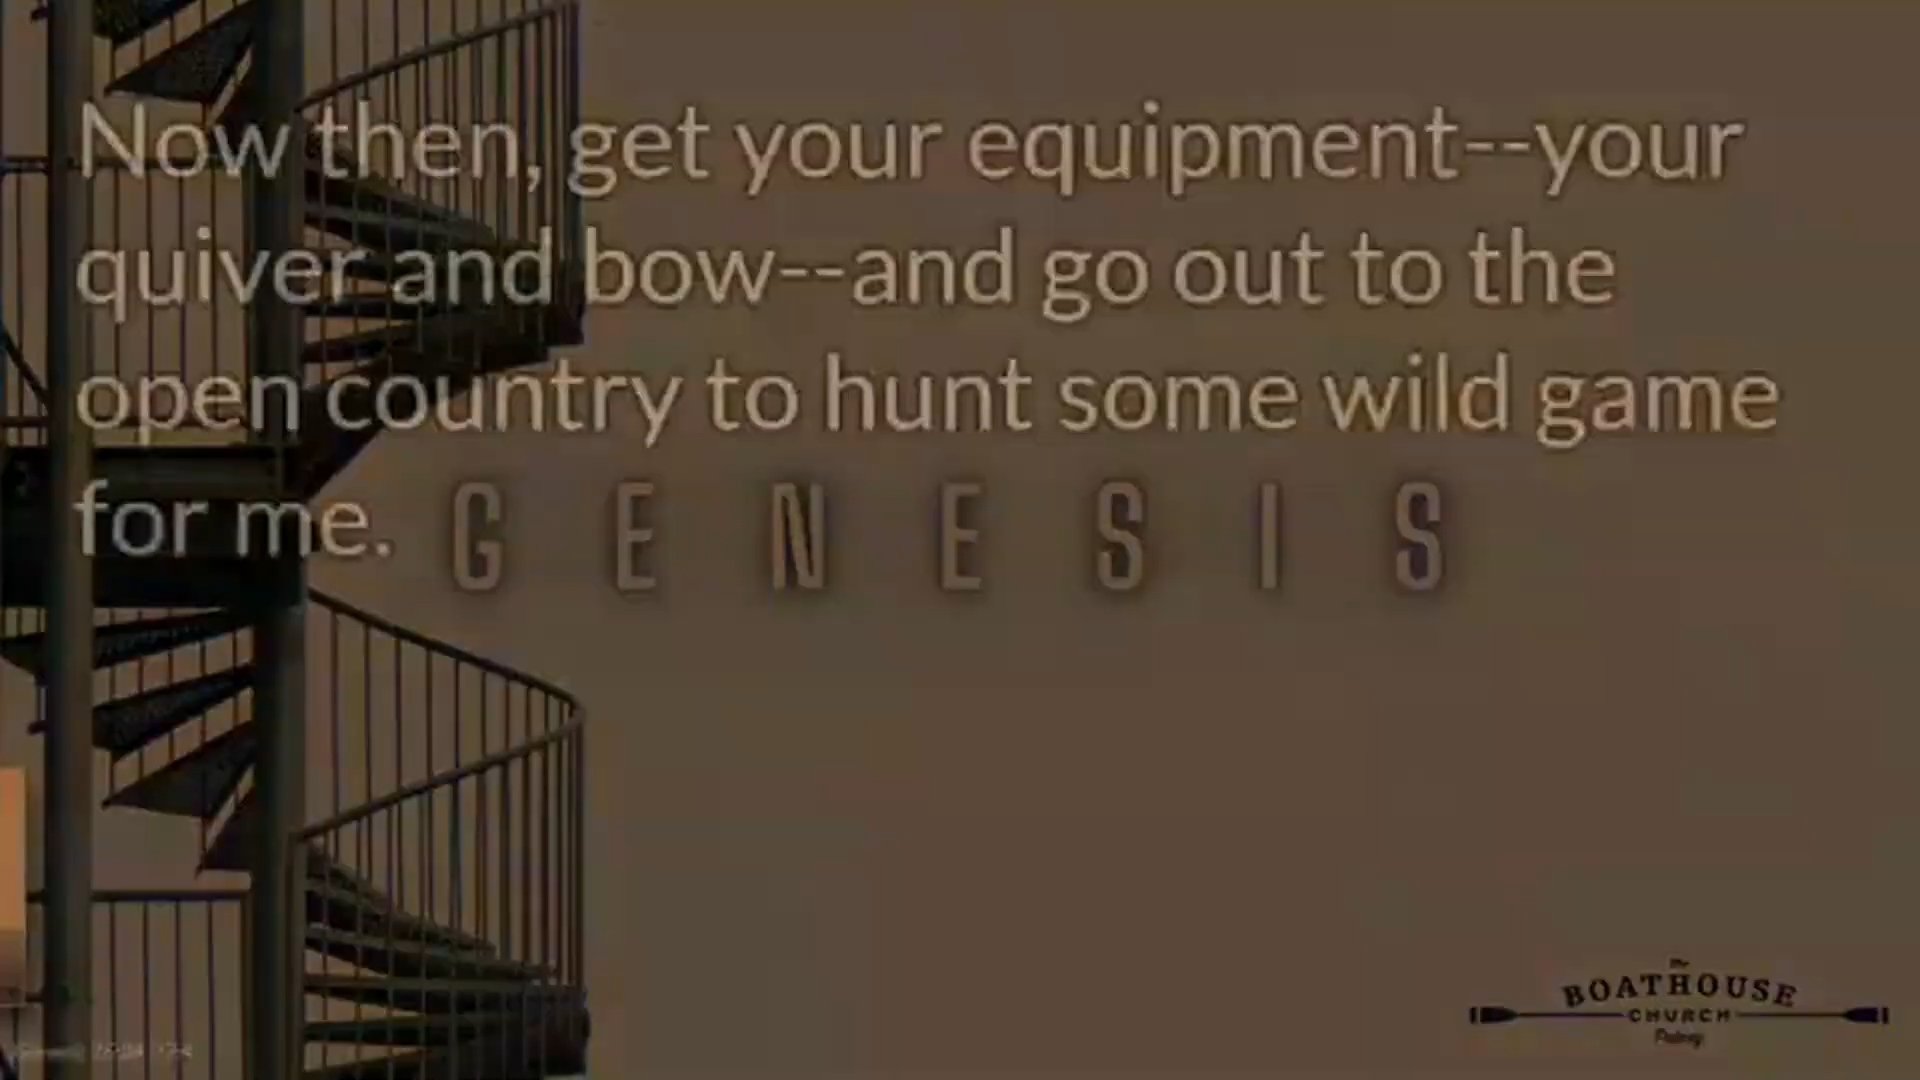 Now then, get your equipment--your
quiver and bow--and go out to the
open country to hunt some wild game
for me.
G E N E S I S
The
BOATHOUSE
CHURCH